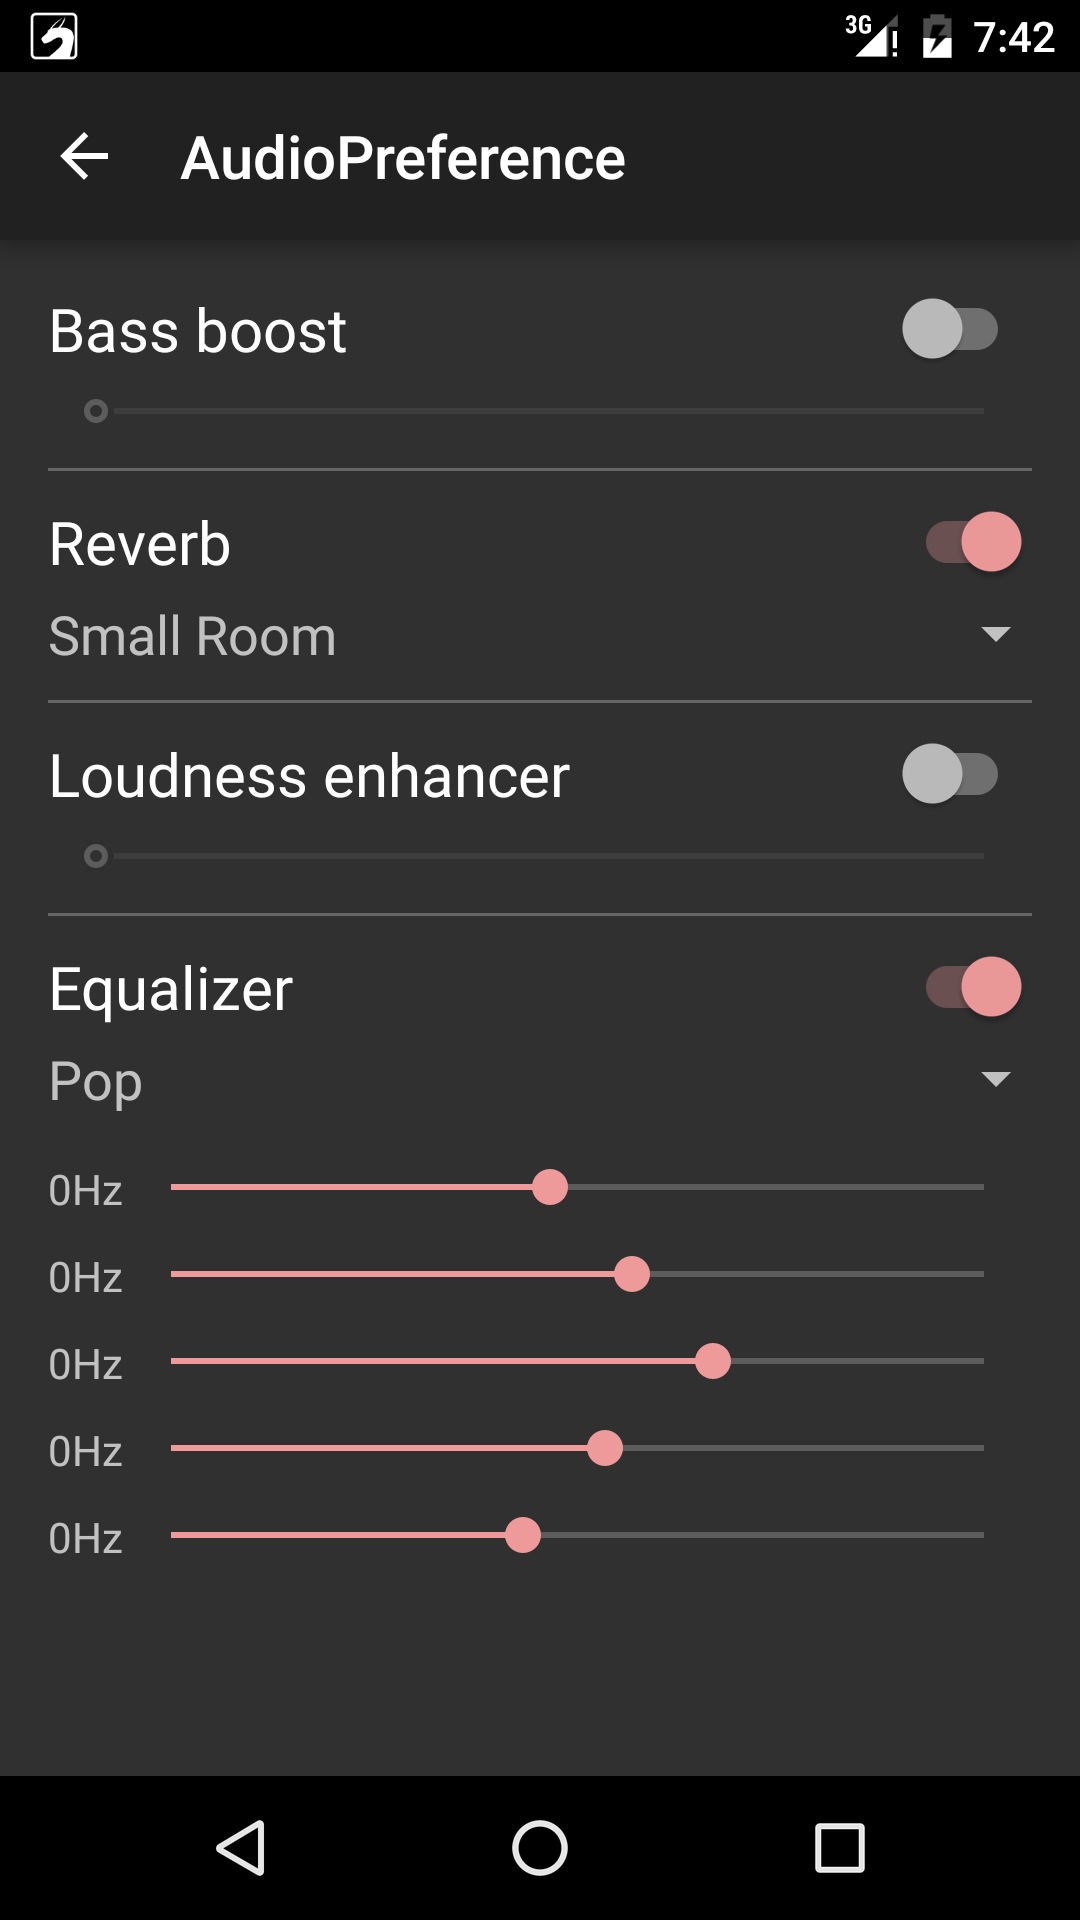 3G 7:42
AudioPreference
Bass boost
Reverb
Small Room
Loudness enhancer
Equalizer
Pop
0Hz
0Hz
0Hz
0Hz
0Hz